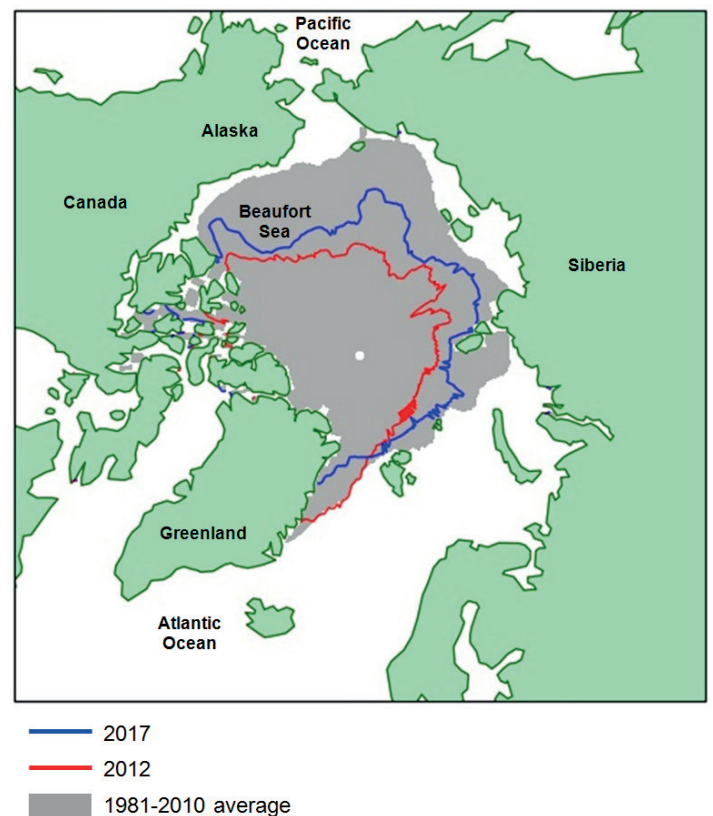 Pacific
Ocean
Alaska
Canada
Beaufort
Sea
Siberia
Greenland
Atlantic
Ocean
2017
2012
1981-2010 average